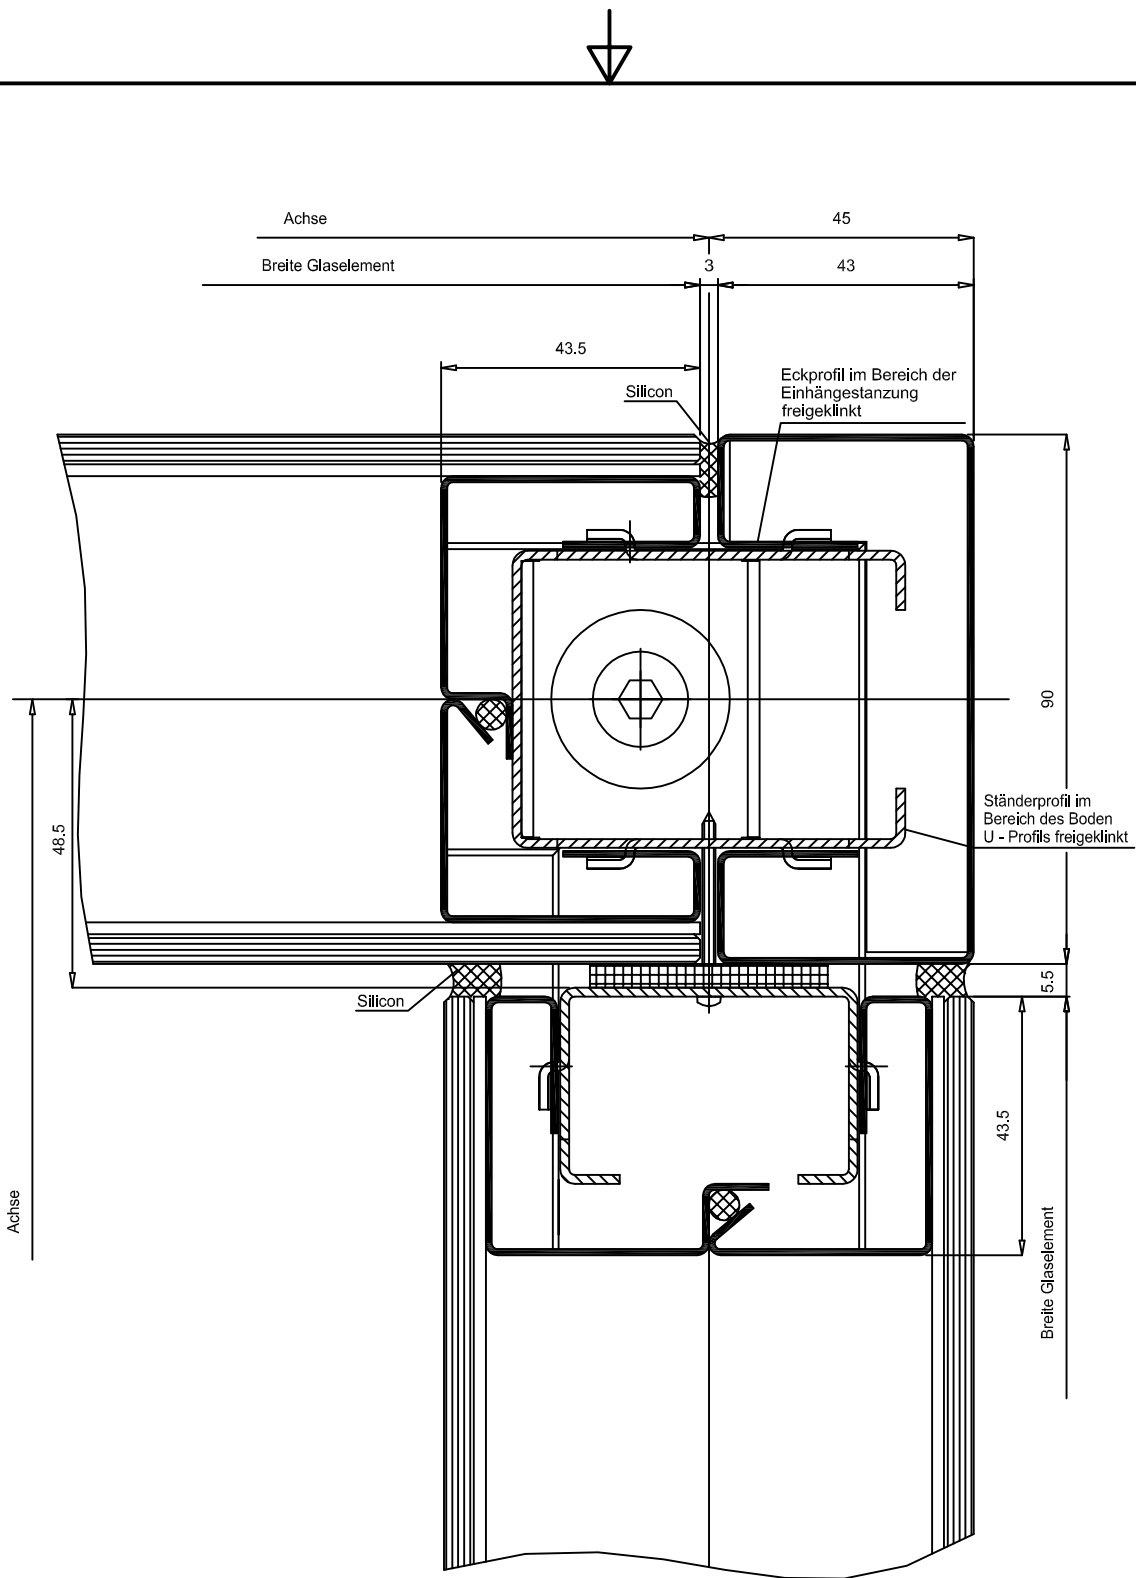 Achse
45
Breite Glaselement
3
43
43.5
Silicon
Eckprofil im Bereich der
Einhängestanzung
freigeklinkt
90
48.5
Ständerprofil im
Bereich des Boden
U - Profils freigeklinkt
5.5
Silicon
43.5
Achse
Breite Glaselement